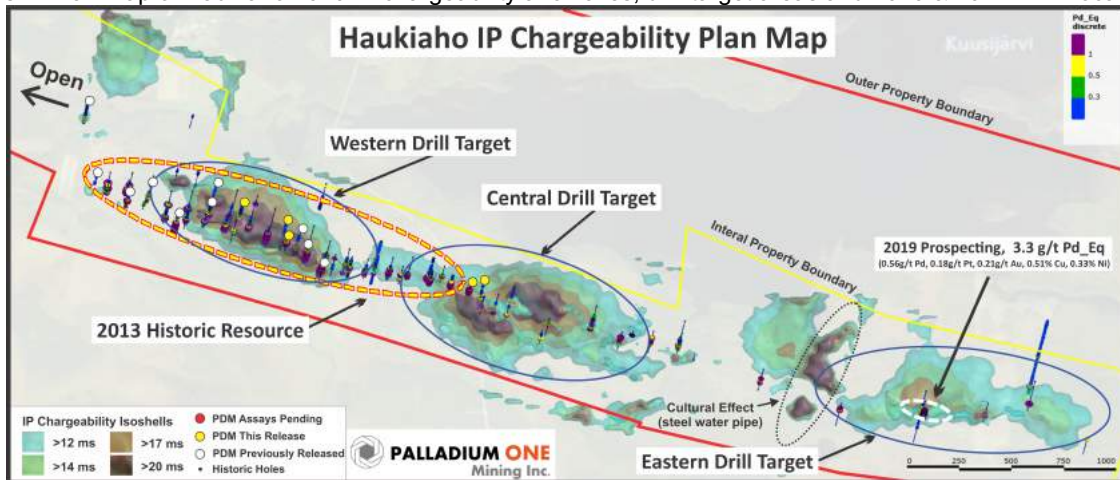 Haukiaho IP Chargeability Plan Map
Kuusijärvi
Pd_Eq
discrete
1
0.5
0.3
Open
Outer Property Boundary
Western Drill Target
Central Drill Target
Interal Property Boundary
2019 Prospecting, 3.3 g/t Pd_Eq
(0.56g/t Pd, 0.18g/t Pt, 0.21g/t Au, 0.51% Cu, 0.33% Ni)
2013 Historic Resource
Cultural Effect
(steel water pipe)
Eastern Drill Target
IP Chargeability Isoshells
>12 ms
>17 ms
>14 ms
>20 ms
PDM Assays Pending
PDM This Release
PDM Previously Released
Historic Holes
PALLADIUM ONE
Mining Inc.
0 250 500 750 1000